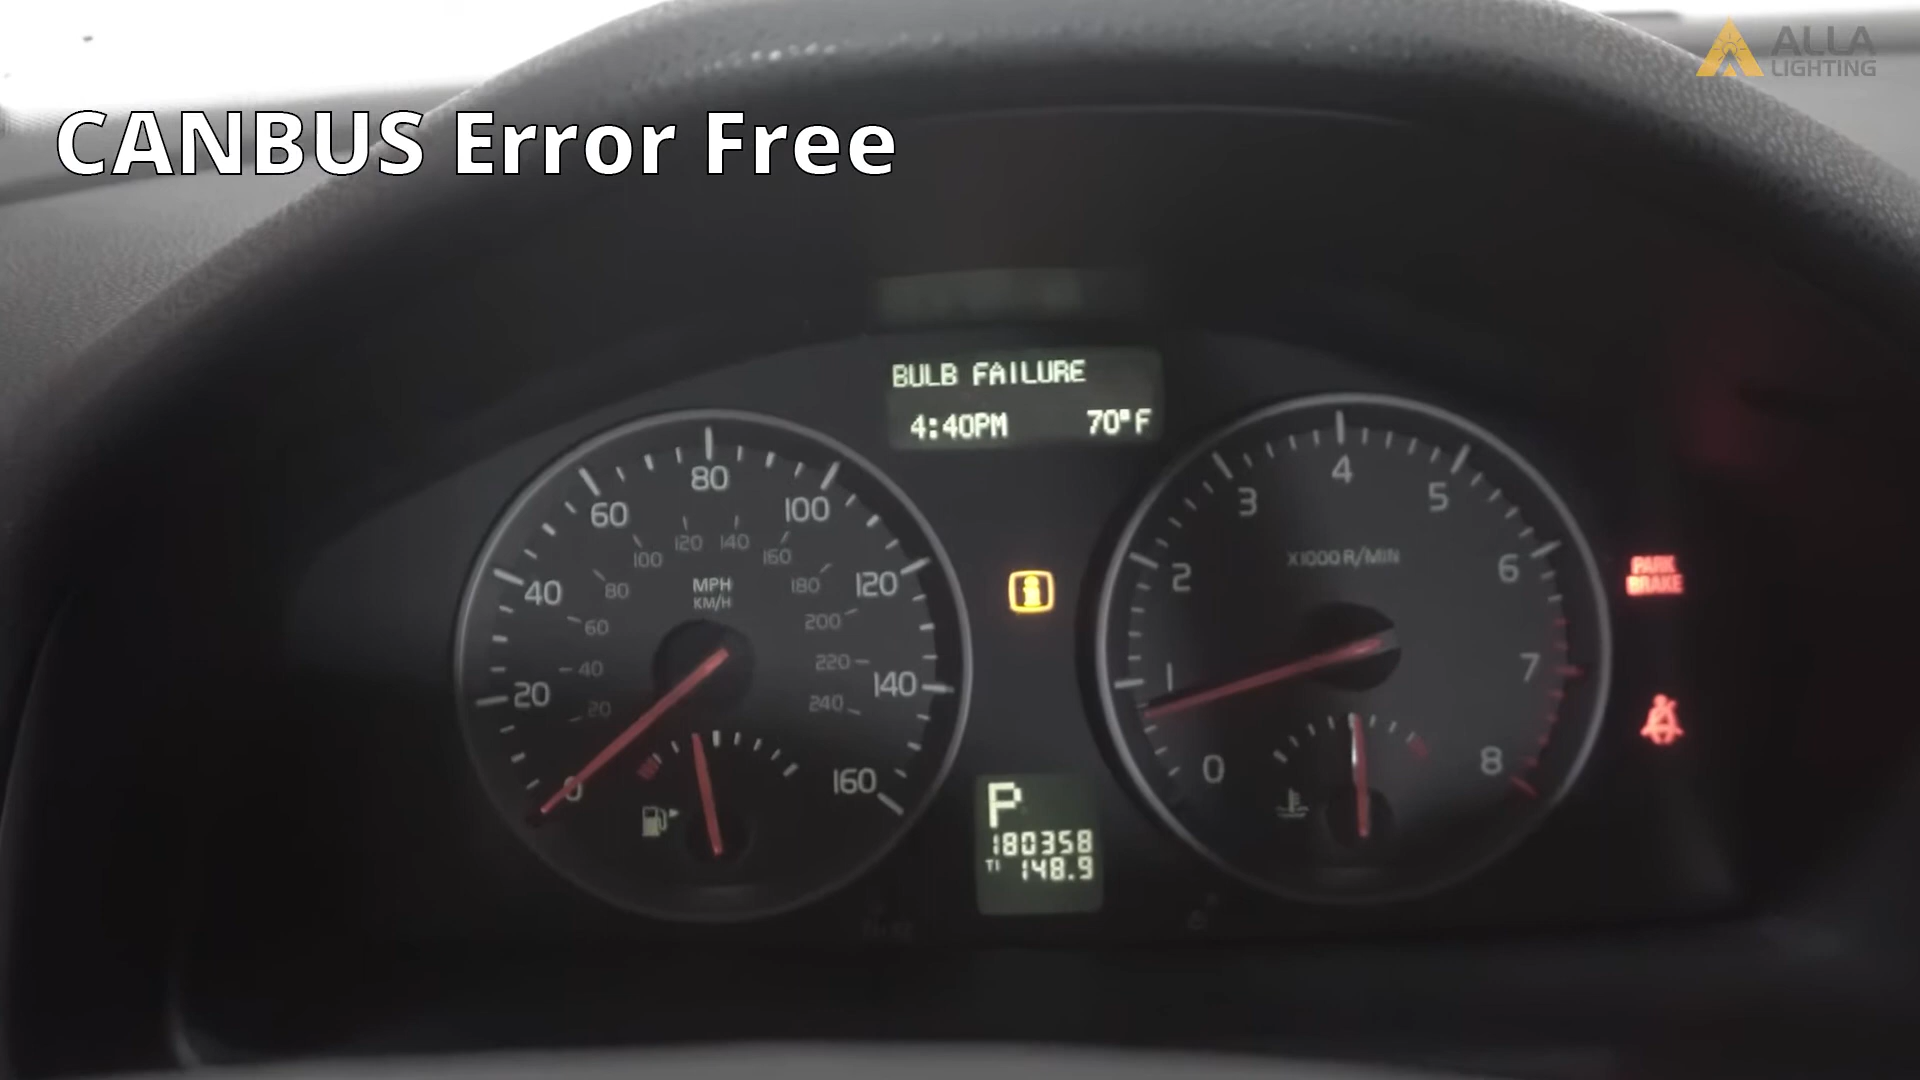 ALLA
LIGHTING
CANBUS Error Free
BULB FAILURE
4:40PM 70°F
80
60
100
40
120
20
140
0
160
100
120
140
160
80
180
60
200
40
220
20
240
MPH
KM/H
P
180358
T1 148.9
4
3
5
2
6
1
7
0
8
X1000 R/MIN
PARK
BRAKE